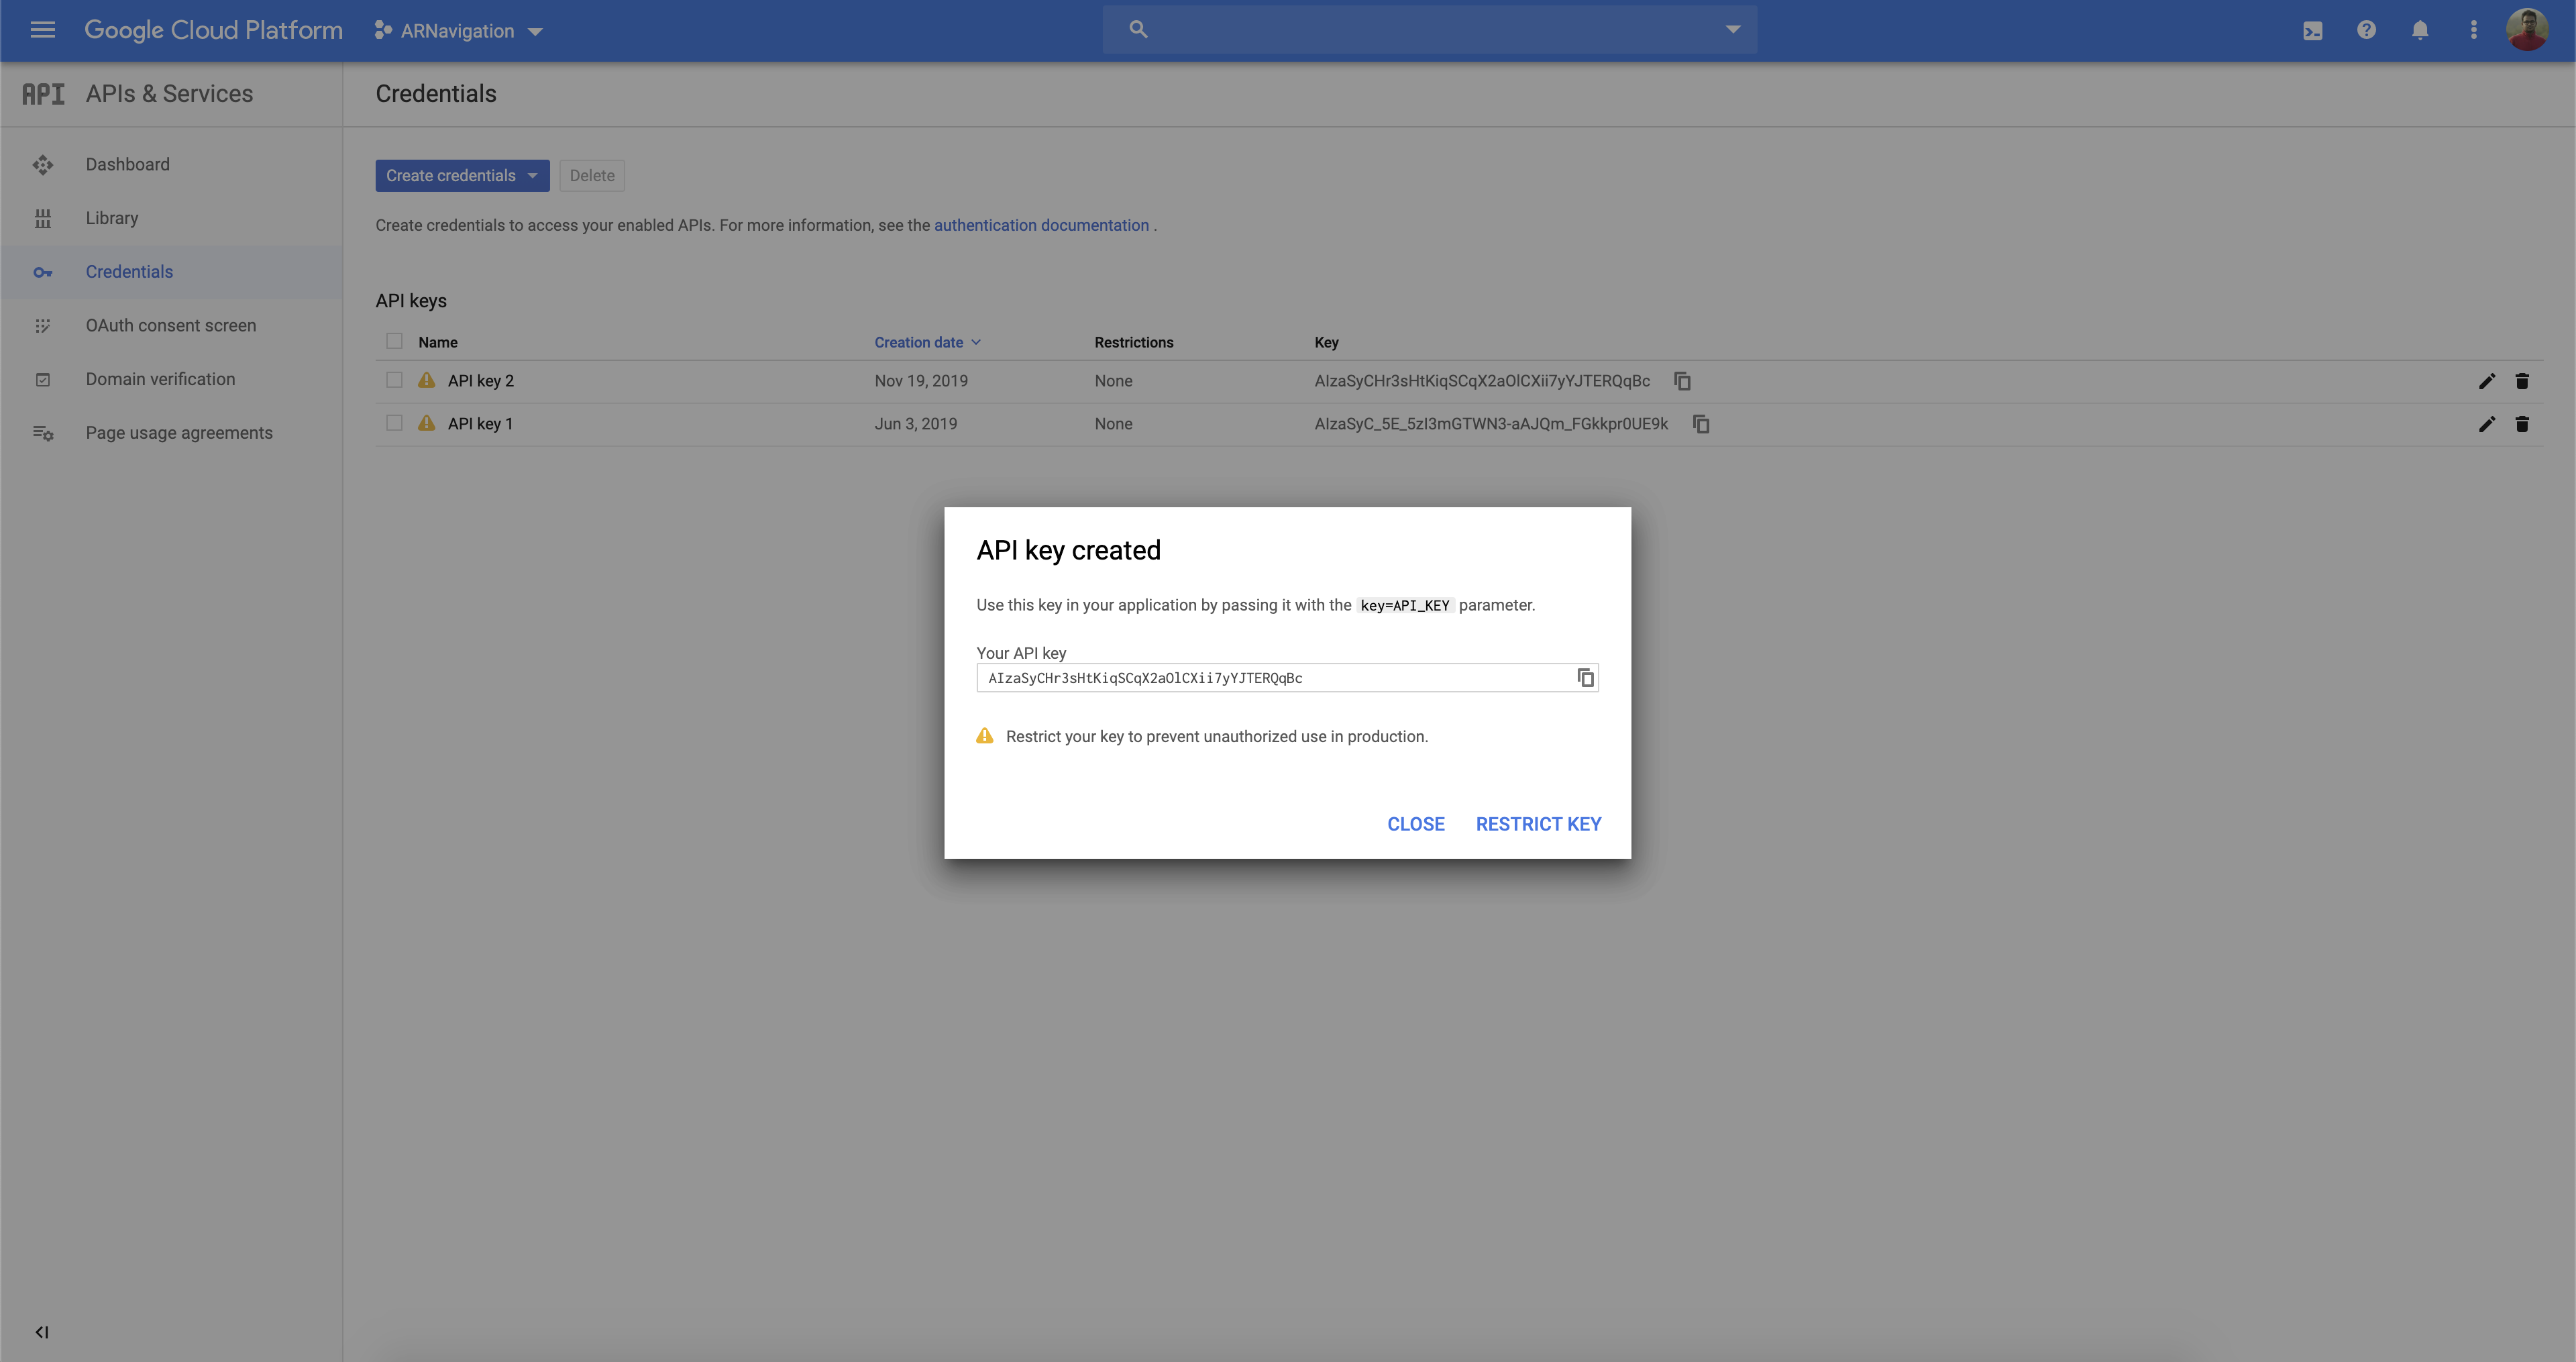 Google Cloud Platform
ARNavigation
API
APIs & Services
Credentials
Dashboard
Library
Credentials
OAuth consent screen
Domain verification
Page usage agreements
Create credentials
Delete
Create credentials to access your enabled APIs. For more information, see the authentication documentation .
API keys
Name Creation date Restrictions Key
API key 2 Nov 19, 2019 None AIzaSyCHr3sHtKiqSCqX2aOlCXii7yYJTERQqBc
API key 1 Jun 3, 2019 None AIzaSyC_5E_5zI3mGTWN3-aAJQm_FGkkpr0UE9k
API key created
Use this key in your application by passing it with the key=API_KEY parameter.
Your API key
AIzaSyCHr3sHtKiqSCqX2aOlCXii7yYJTERQqBc
Restrict your key to prevent unauthorized use in production.
CLOSE RESTRICT KEY